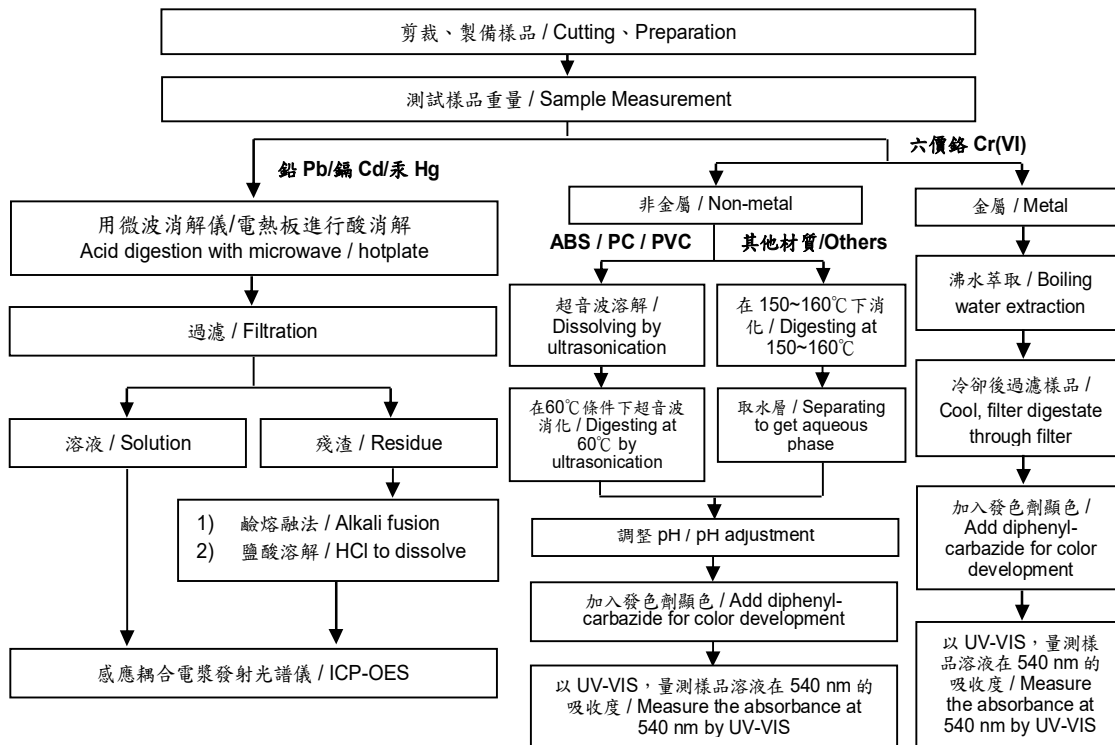 剪裁、製備樣品 / Cutting、Preparation
測試樣品重量 / Sample Measurement
鉛 Pb/鎘 Cd/汞 Hg
六價鉻 Cr(VI)
用微波消解儀/電熱板進行酸消解
Acid digestion with microwave / hotplate
過濾 / Filtration
溶液 / Solution
殘渣 / Residue
1) 鹼熔融法 / Alkali fusion
2) 鹽酸溶解 / HCl to dissolve
感應耦合電漿發射光譜儀 / ICP-OES
非金屬 / Non-metal
ABS / PC / PVC
其他材質/Others
超音波溶解 /
Dissolving by
ultrasonication
在60℃條件下超音波
消化 / Digesting at
60℃ by
ultrasonication
在 150~160℃下消
化 / Digesting at
150~160℃
取水層 / Separating
to get aqueous
phase
調整 pH / pH adjustment
加入發色劑顯色 / Add diphenyl-
carbazide for color development
以 UV-VIS，量測樣品溶液在 540 nm 的
吸收度 / Measure the absorbance at
540 nm by UV-VIS
金屬 / Metal
沸水萃取 / Boiling
water extraction
冷卻後過濾樣品 /
Cool, filter digestate
through filter
加入發色劑顯色 /
Add diphenyl-
carbazide for color
development
以 UV-VIS，量測樣
品溶液在 540 nm 的
吸收度 / Measure
the absorbance at
540 nm by UV-VIS